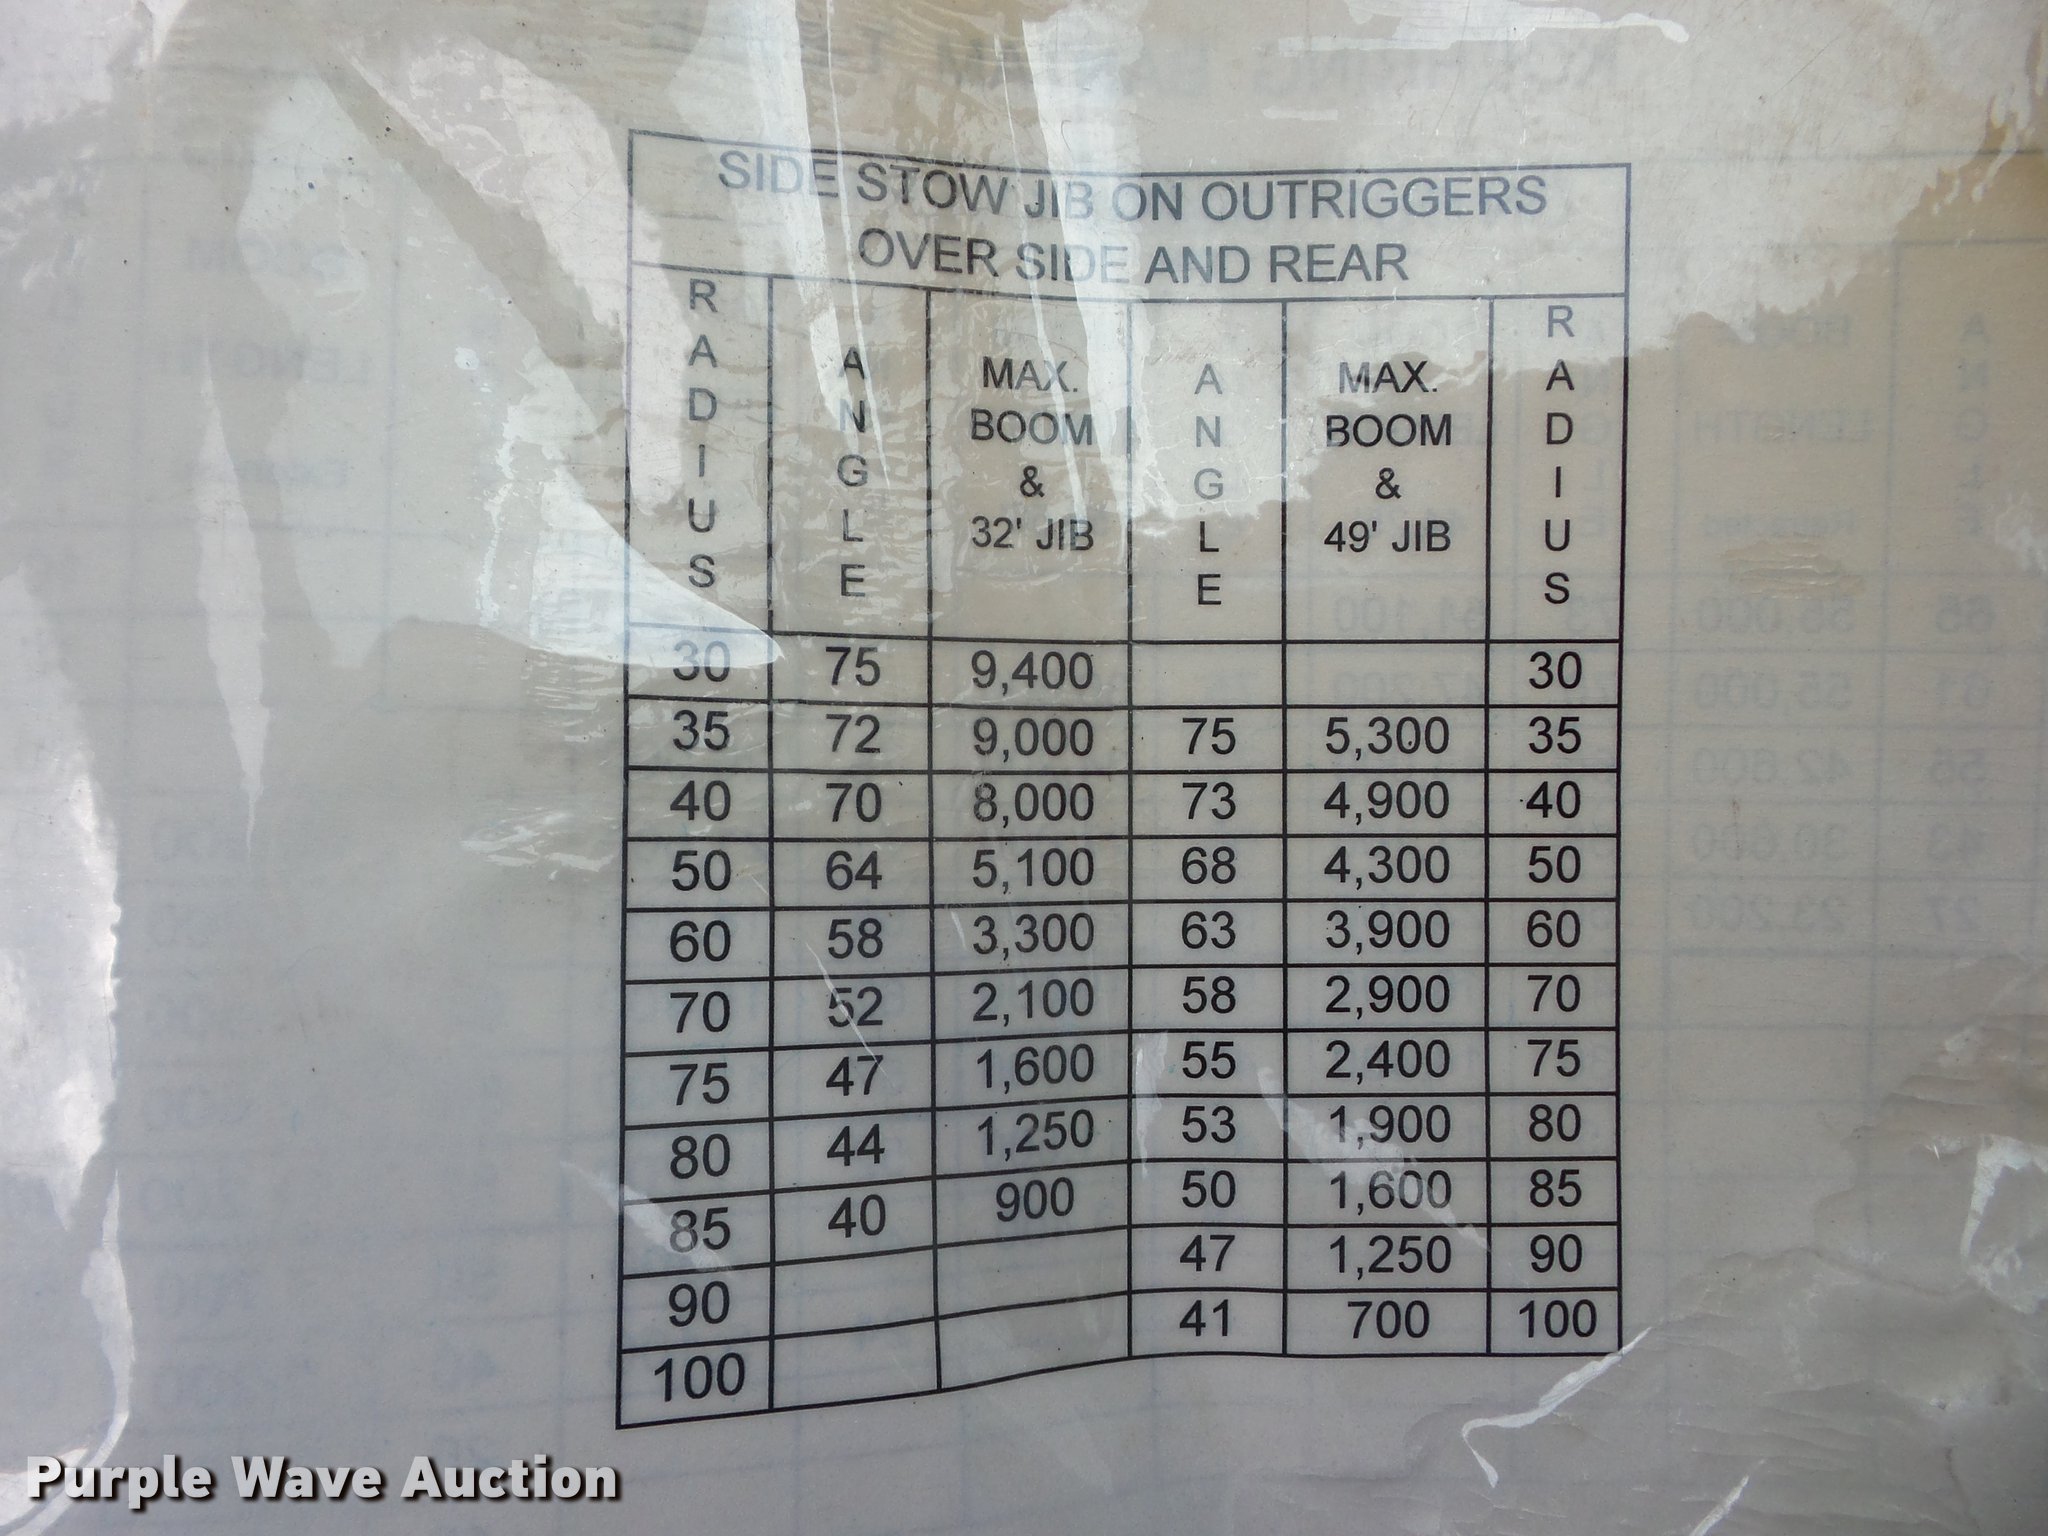 SIDE STOW JIB ON OUTRIGGERS
OVER SIDE AND REAR
RADIUS ANGLE MAX. BOOM & 32' JIB ANGLE MAX. BOOM & 49' JIB RADIUS
30 75 9,400 30
35 72 9,000 75 5,300 35
40 70 8,000 73 4,900 40
50 64 5,100 68 4,300 50
60 58 3,300 63 3,900 60
70 52 2,100 58 2,900 70
75 47 1,600 55 2,400 75
80 44 1,250 53 1,900 80
85 40 900 50 1,600 85
90 47 1,250 90
100 41 700 100
Purple Wave Auction